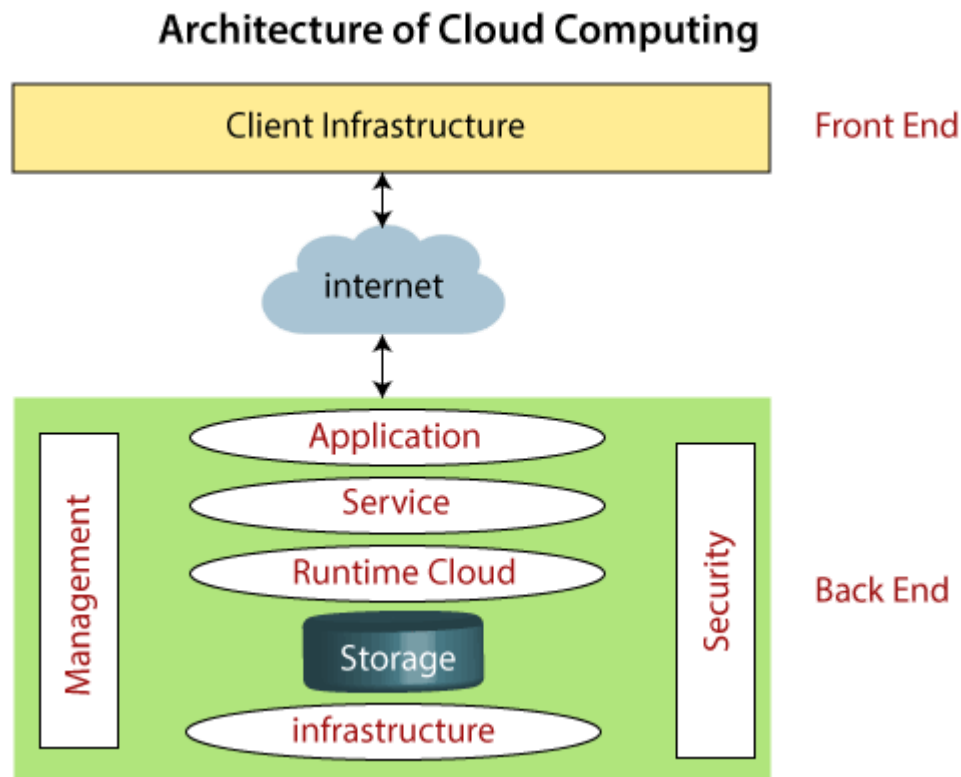 Architecture of Cloud Computing
Client Infrastructure
Front End
internet
Application
Service
Runtime Cloud
Storage
infrastructure
Management
Security
Back End